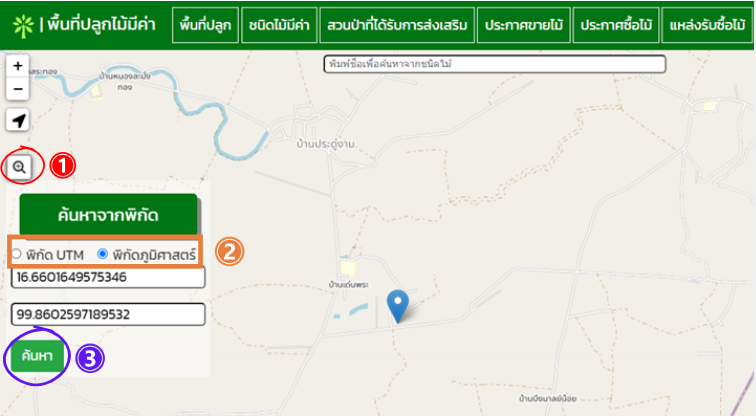 | พื้นที่ปลูกไม้มีค่า
พื้นที่ปลูก
ชนิดไม้มีค่า
สวนป่าที่ได้รับการส่งเสริม
ประกาศขายไม้
ประกาศซื้อไม้
แหล่งรับซื้อไม้
+
−
พิมพ์ชื่อเพื่อค้นหาจากชนิดไม้
บ้านหนองละมั่ง
ทอง
บ้านประดู่งาม
1
ค้นหาจากพิกัด
พิกัด UTM พิกัดภูมิศาสตร์
2
16.6601649575346
99.8602597189532
บ้านเด่นพระ
ค้นหา
3
บ้านบึงมาลย์น้อย